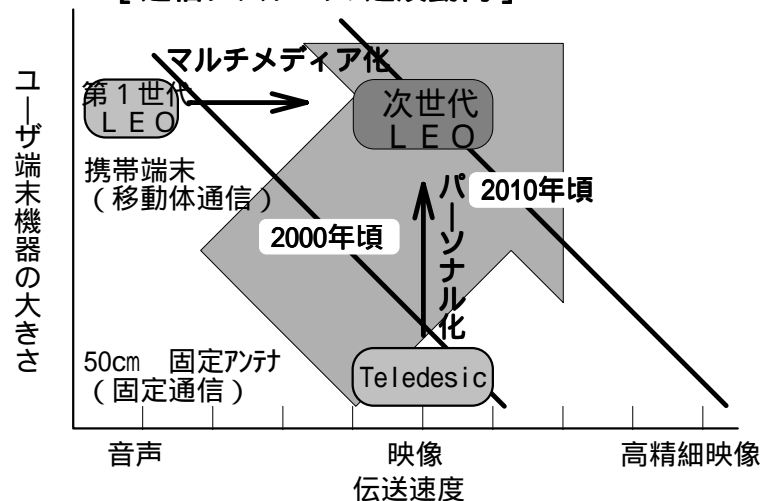 マルチメディア化
第１世代
ＬＥＯ
次世代
ＬＥＯ
携帯端末
（移動体通信）
2000年頃
2010年頃
パーソナル化
ユーザ端末機器の大きさ
50cm 固定アンテナ
（固定通信）
Teledesic
音声
映像
高精細映像
伝送速度